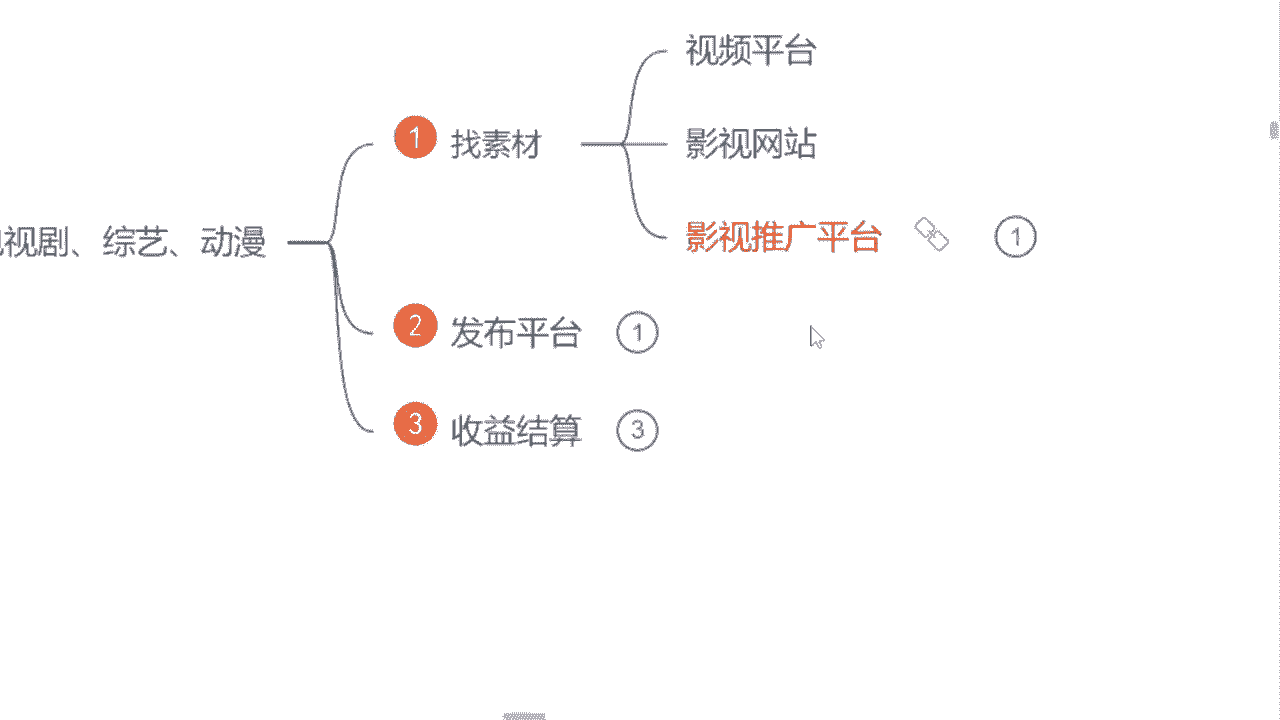 视剧、综艺、动漫
1 找素材
视频平台
影视网站
影视推广平台 1
2 发布平台 1
3 收益结算 3